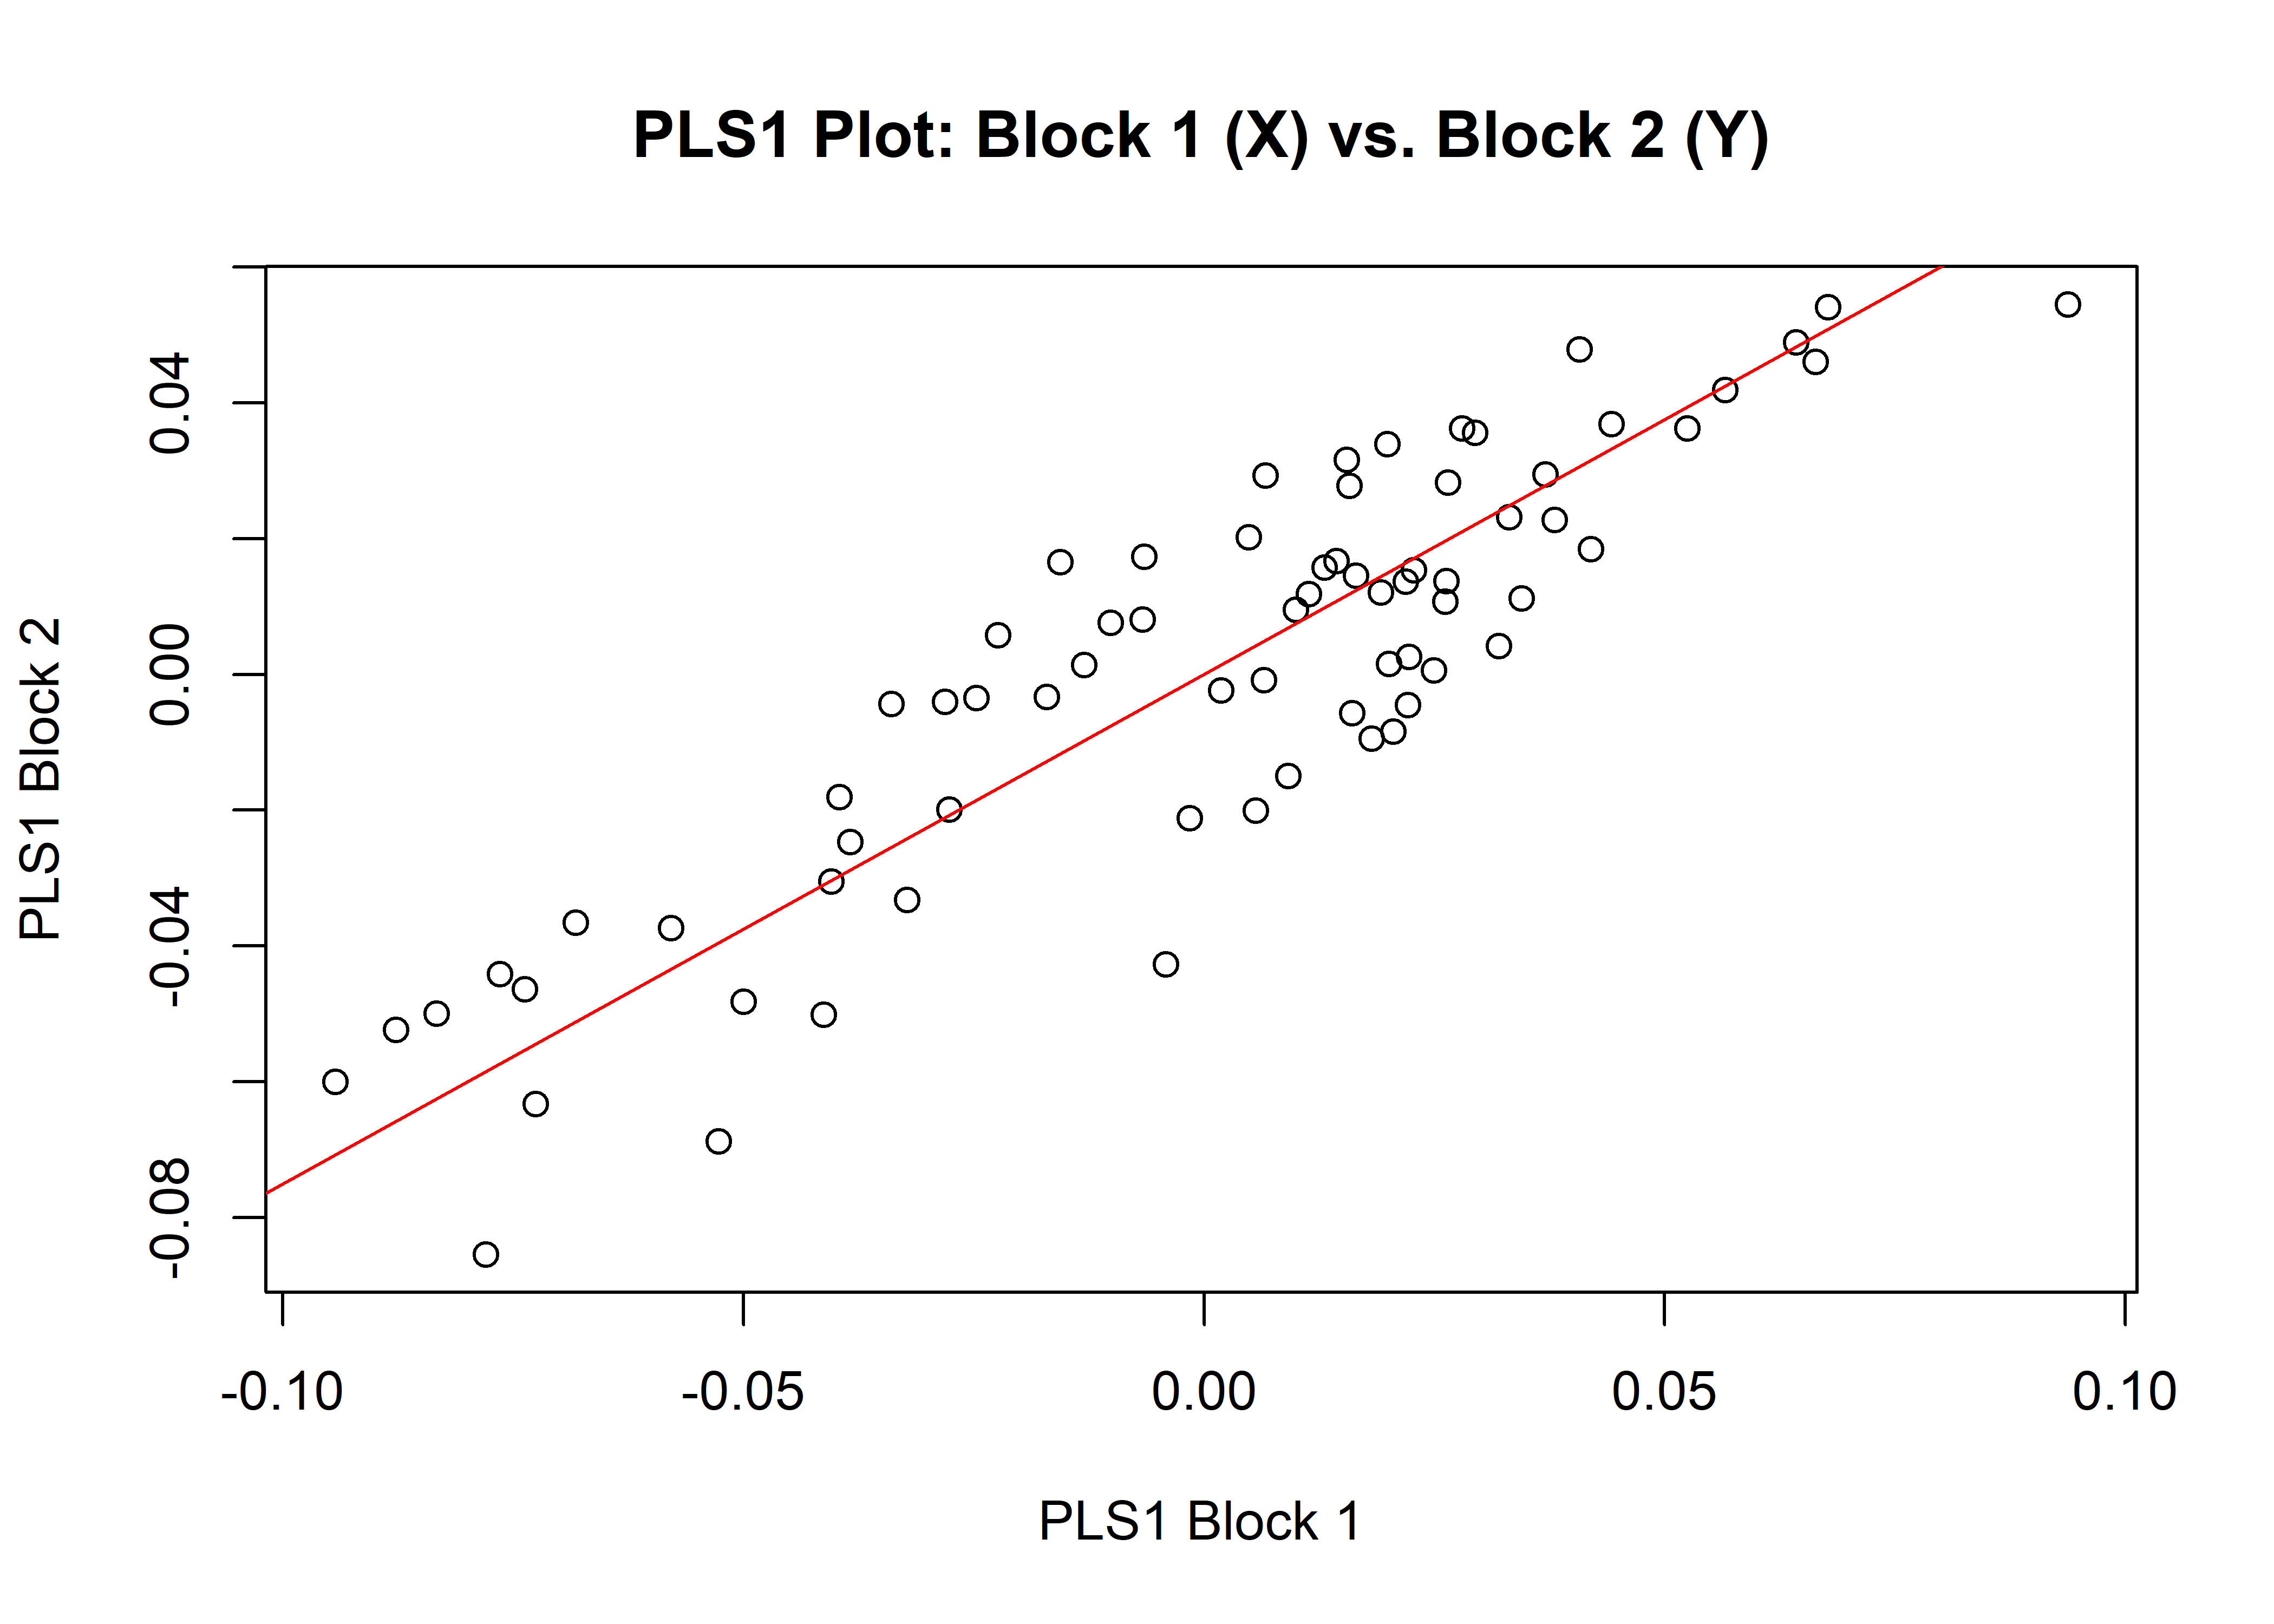 PLS1 Plot: Block 1 (X) vs. Block 2 (Y)
PLS1 Block 2
0.04
0.00
-0.04
-0.08
-0.10 -0.05 0.00 0.05 0.10
PLS1 Block 1